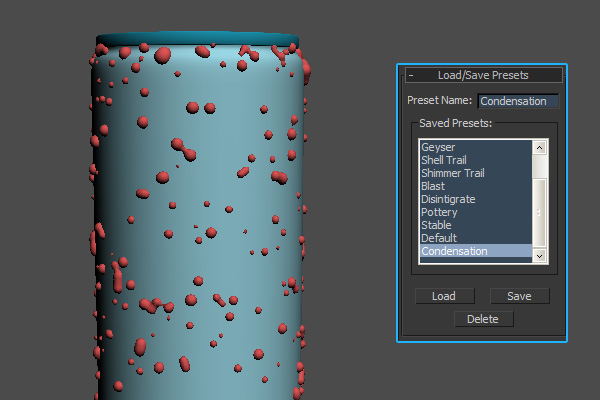 - Load/Save Presets
Preset Name: Condensation
Saved Presets:
Geyser
Shell Trail
Shimmer Trail
Blast
Disintigrate
Pottery
Stable
Default
Condensation
Load Save
Delete